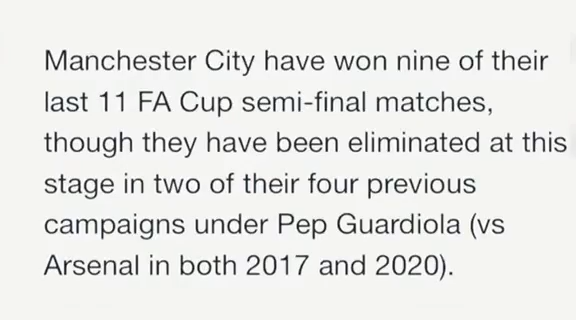 Manchester City have won nine of their
last 11 FA Cup semi-final matches,
though they have been eliminated at this
stage in two of their four previous
campaigns under Pep Guardiola (vs
Arsenal in both 2017 and 2020).